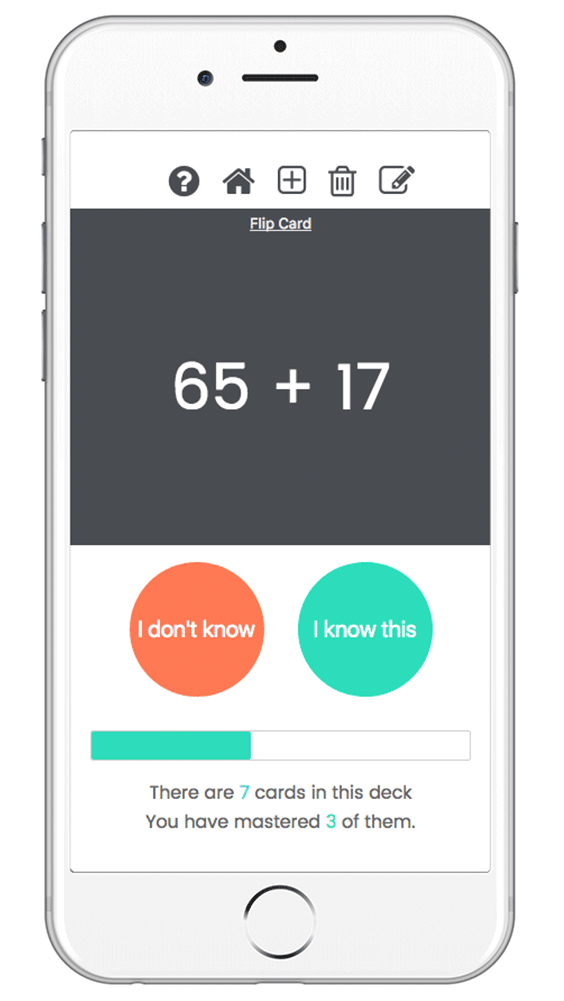 Flip Card
65 + 17
I don't know
I know this
There are 7 cards in this deck
You have mastered 3 of them.